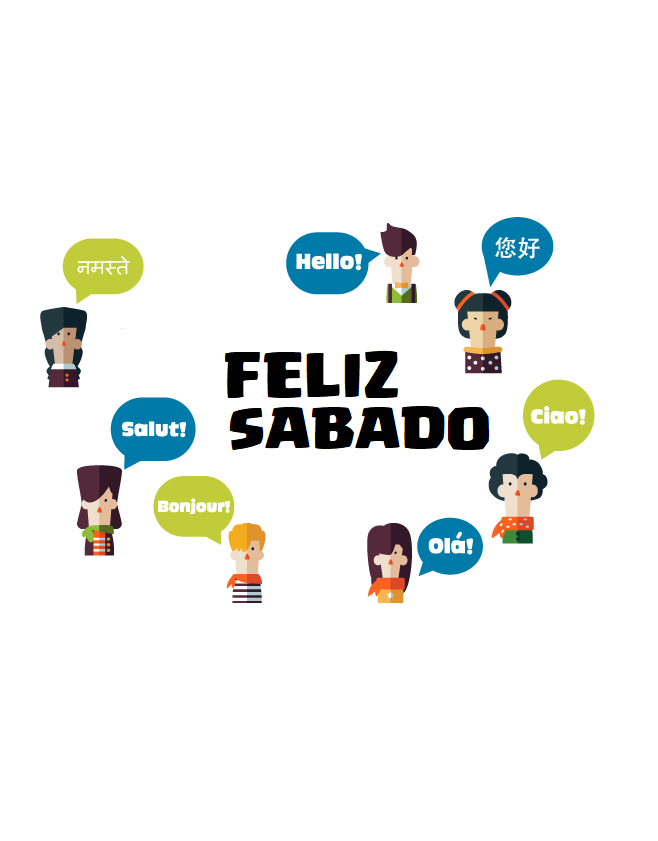 नमस्ते
Hello!
您好
FELIZ
SABADO
Salut!
Ciao!
Bonjour!
Olá!